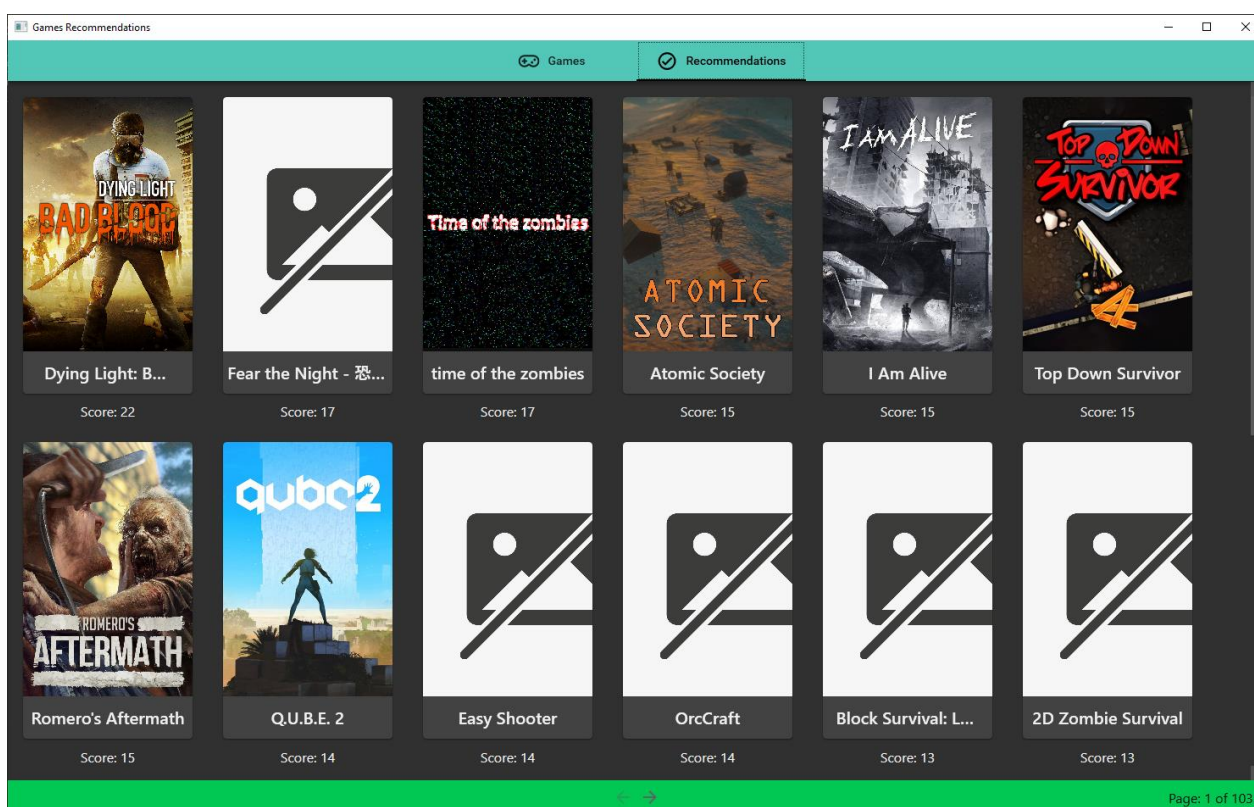 Games Recommendations
Games
Recommendations
DYING LIGHT
BAD BLOOD
Time of the zombies
ATOMIC
SOCIETY
I AM ALIVE
TOP DOWN
SURVIVOR
Dying Light: B...
Fear the Night - 恐...
time of the zombies
Atomic Society
I Am Alive
Top Down Survivor
Score: 22
Score: 17
Score: 17
Score: 15
Score: 15
Score: 15
ROMERO'S
AFTERMATH
QUBE2
Romero's Aftermath
Q.U.B.E. 2
Easy Shooter
OrcCraft
Block Survival: L...
2D Zombie Survival
Score: 15
Score: 14
Score: 14
Score: 14
Score: 13
Score: 13
Page: 1 of 103